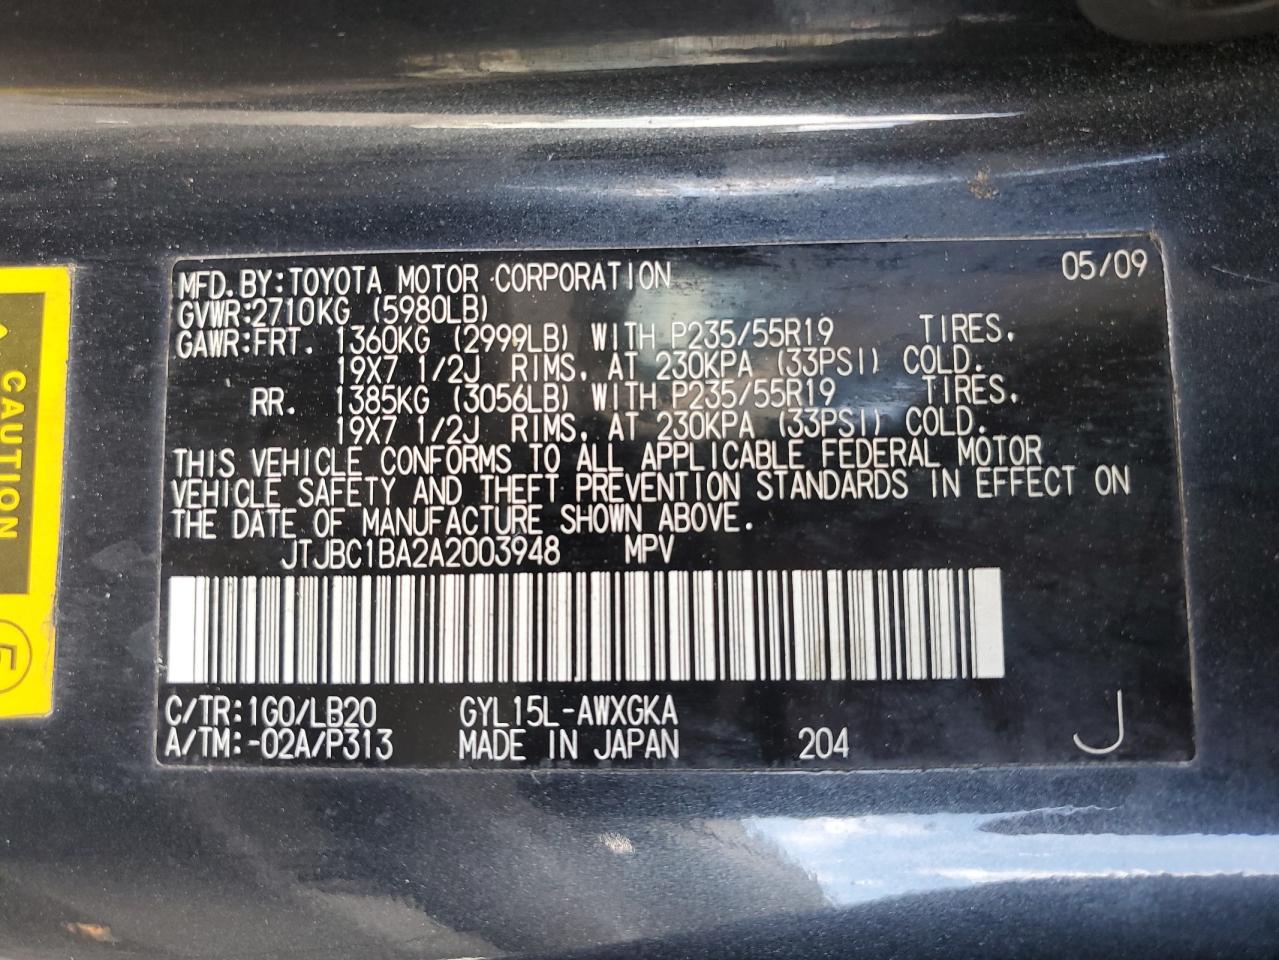 MFD.BY:TOYOTA MOTOR CORPORATION 05/09
GVWR:2710KG (5980LB)
GAWR:FRT. 1360KG (2999LB) WITH P235/55R19 TIRES.
19X7 1/2J RIMS, AT 230KPA (33PSI) COLD.
RR. 1385KG (3056LB) WITH P235/55R19 TIRES.
19X7 1/2J RIMS, AT 230KPA (33PSI) COLD.
THIS VEHICLE CONFORMS TO ALL APPLICABLE FEDERAL MOTOR
VEHICLE SAFETY AND THEFT PREVENTION STANDARDS IN EFFECT ON
THE DATE OF MANUFACTURE SHOWN ABOVE.
JTJBC1BA2A2003948 MPV
C/TR:1G0/LB20 GYL15L-AWXGKA
A/TM:-02A/P313 MADE IN JAPAN 204 J
CAUTION